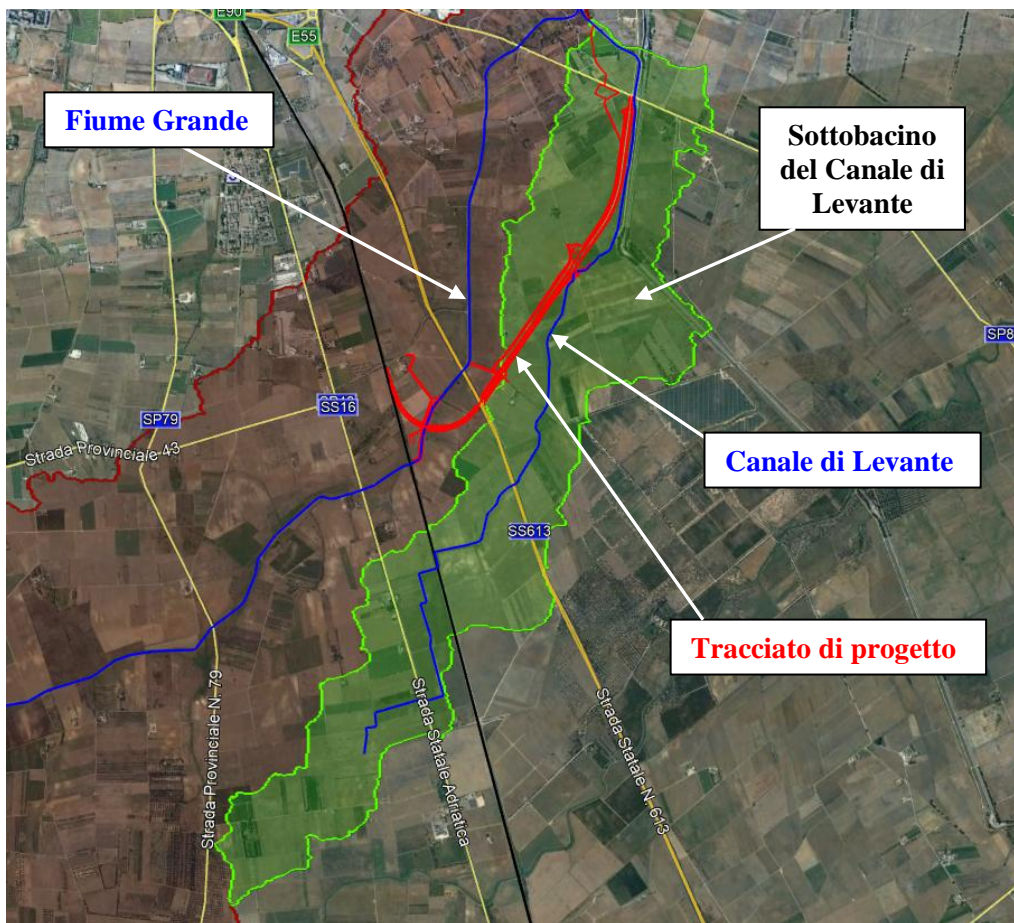 E90
E55
Fiume Grande
Sottobacino
del Canale di
Levante
SP8
SP79
SS16
Strada Provinciale 43
Canale di Levante
SS613
Tracciato di progetto
Strada Provinciale N. 79
Strada Statale Adriatica
Strada Statale N. 613